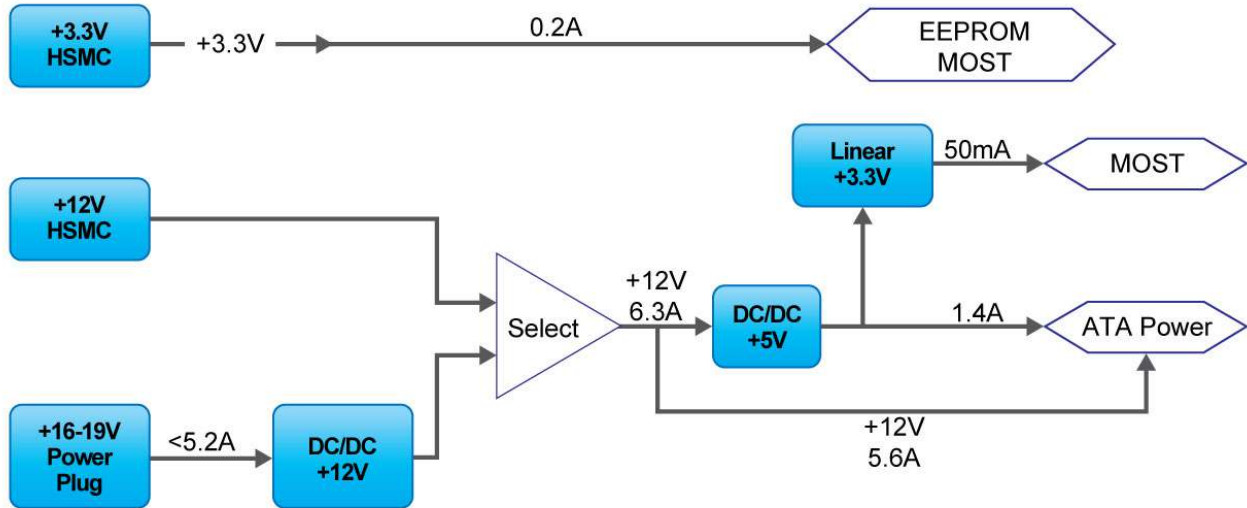 +3.3V
HSMC
+3.3V
0.2A
EEPROM
MOST
Linear
+3.3V
50mA
MOST
+12V
HSMC
Select
+12V
6.3A
DC/DC
+5V
1.4A
ATA Power
+12V
5.6A
+16-19V
Power
Plug
<5.2A
DC/DC
+12V